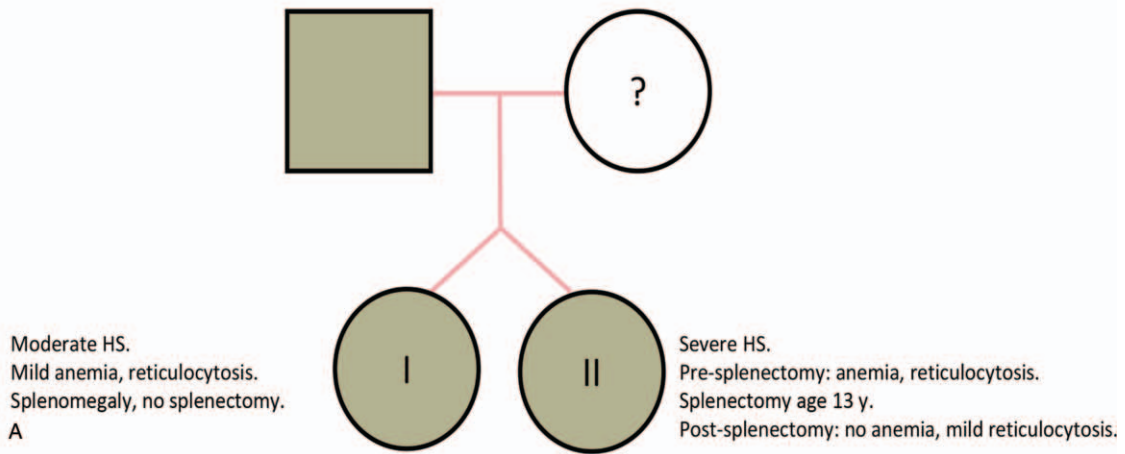 ?
I
II
Moderate HS.
Mild anemia, reticulocytosis.
Splenomegaly, no splenectomy.
A
Severe HS.
Pre-splenectomy: anemia, reticulocytosis.
Splenectomy age 13 y.
Post-splenectomy: no anemia, mild reticulocytosis.